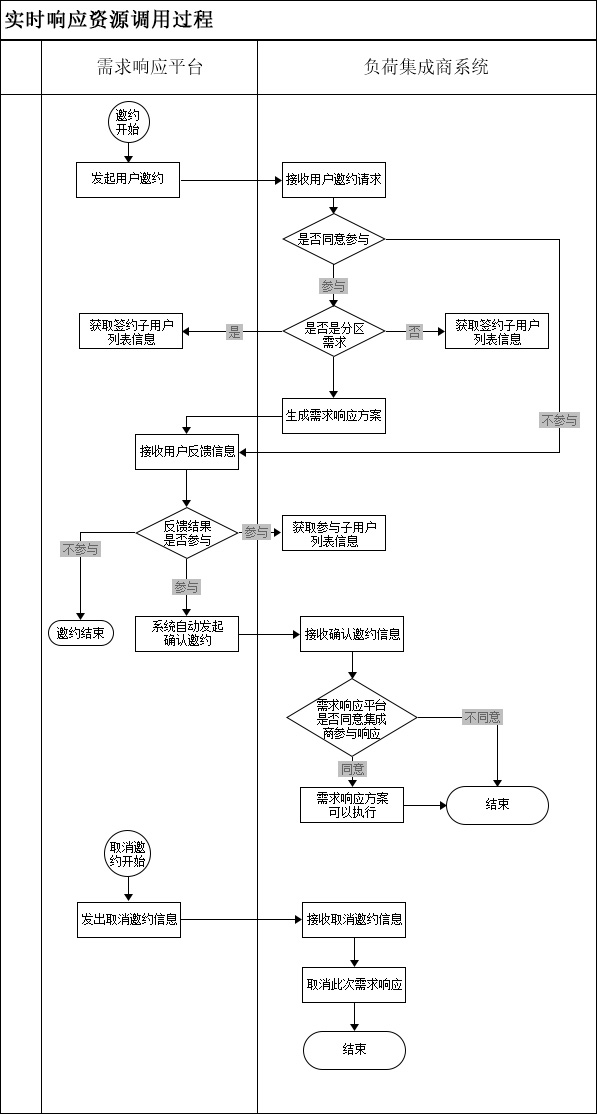 实时响应资源调用过程
需求响应平台
负荷集成商系统
邀约
开始
发起用户邀约
接收用户邀约请求
是否同意参与
参与
获取签约子用户
列表信息
是
是否是分区
需求
否
获取签约子用户
列表信息
生成需求响应方案
不参与
接收用户反馈信息
反馈结果
是否参与
参与
获取参与子用户
列表信息
不参与
参与
邀约结束
系统自动发起
确认邀约
接收确认邀约信息
需求响应平台
是否同意集成
商参与响应
不同意
同意
需求响应方案
可以执行
结束
取消邀
约开始
发出取消邀约信息
接收取消邀约信息
取消此次需求响应
结束